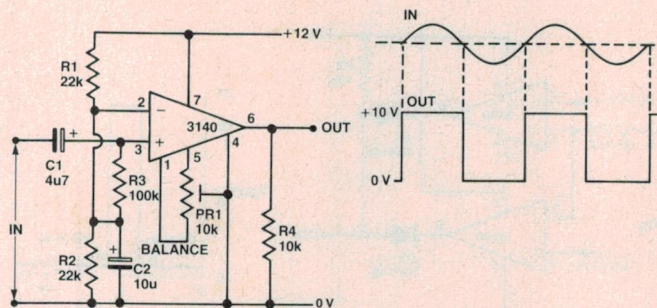 IN
+12 V
R1
22k
2
7
−
3140
6
OUT
+
3
+
C1
4u7
1
5
4
R3
100k
PR1
10k
IN
R2
22k
+
C2
10u
BALANCE
R4
10k
0 V
OUT
+10 V
0 V